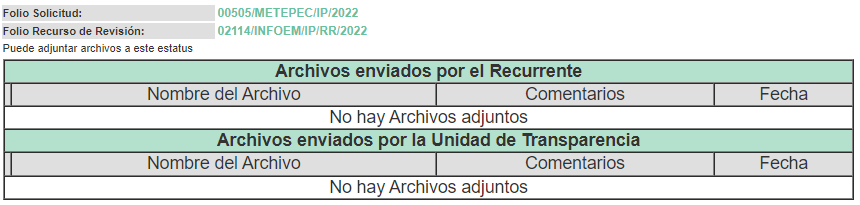 Folio Solicitud: 00505/METEPEC/IP/2022
Folio Recurso de Revisión: 02114/INFOEM/IP/RR/2022
Puede adjuntar archivos a este estatus
Archivos enviados por el Recurrente
Nombre del Archivo Comentarios Fecha
No hay Archivos adjuntos
Archivos enviados por la Unidad de Transparencia
Nombre del Archivo Comentarios Fecha
No hay Archivos adjuntos